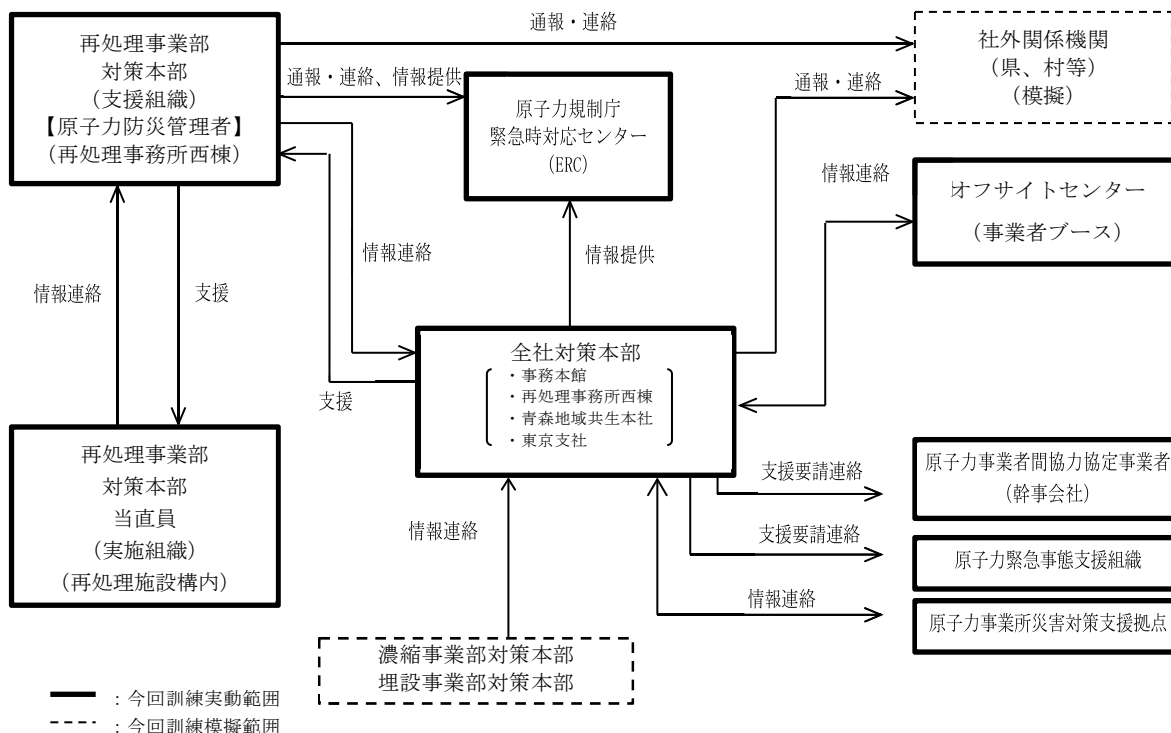 再処理事業部
対策本部
(支援組織)
【原子力防災管理者】
(再処理事務所西棟)
通報・連絡
社外関係機関
(県、村等)
(模擬)
通報・連絡、情報提供
通報・連絡
原子力規制庁
緊急時対応センター
(ERC)
情報連絡
オフサイトセンター
(事業者ブース)
情報連絡
情報提供
情報連絡
支援
全社対策本部
・事務本館
・再処理事務所西棟
・青森地域共生本社
・東京支社
支援
再処理事業部
対策本部
当直員
(実施組織)
(再処理施設構内)
支援要請連絡
原子力事業者間協力協定事業者
(幹事会社)
情報連絡
支援要請連絡
原子力緊急事態支援組織
情報連絡
原子力事業所災害対策支援拠点
濃縮事業部対策本部
埋設事業部対策本部
：今回訓練実動範囲
：今回訓練模擬範囲